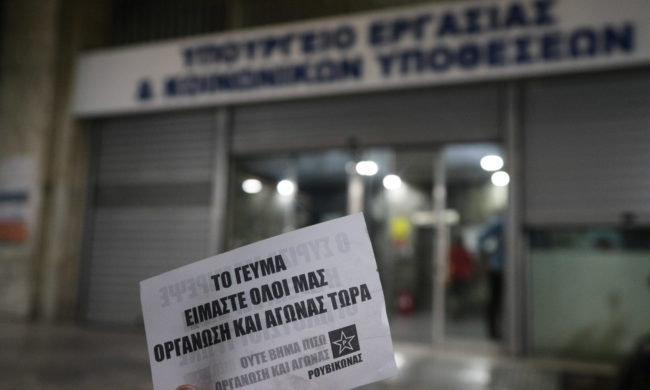 ΥΠΟΥΡΓΕΙΟ ΕΡΓΑΣΙΑΣ
& ΚΟΙΝΩΝΙΚΩΝ ΥΠΟΘΕΣΕΩΝ
ΤΟ ΓΕΥΜΑ
ΕΙΜΑΣΤΕ ΟΛΟΙ ΜΑΣ
ΟΡΓΑΝΩΣΗ ΚΑΙ ΑΓΩΝΑΣ ΤΩΡΑ
ΟΥΤΕ ΒΗΜΑ ΠΙΣΩ
ΟΡΓΑΝΩΣΗ ΚΑΙ ΑΓΩΝΑΣ
ΡΟΥΒΙΚΩΝΑΣ